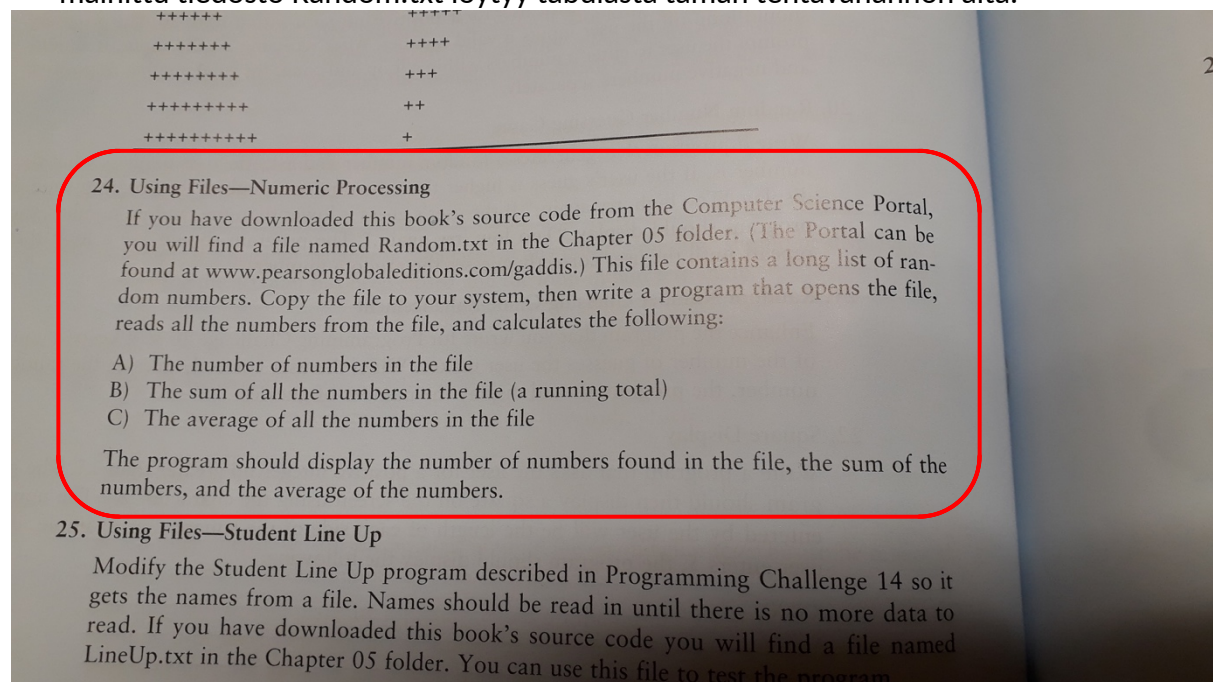 mainittu tiedosto Random.txt löytyy
++++++ +++++
+++++++ ++++
++++++++ +++
+++++++++ ++
++++++++++ +
2
24. Using Files—Numeric Processing
If you have downloaded this book's source code from the Computer Science Portal,
you will find a file named Random.txt in the Chapter 05 folder. (The Portal can be
found at www.pearsonglobaleditions.com/gaddis.) This file contains a long list of ran-
dom numbers. Copy the file to your system, then write a program that opens the file,
reads all the numbers from the file, and calculates the following:
A) The number of numbers in the file
B) The sum of all the numbers in the file (a running total)
C) The average of all the numbers in the file
The program should display the number of numbers found in the file, the sum of the
numbers, and the average of the numbers.
25. Using Files—Student Line Up
Modify the Student Line Up program described in Programming Challenge 14 so it
gets the names from a file. Names should be read in until there is no more data to
read. If you have downloaded this book's source code you will find a file named
LineUp.txt in the Chapter 05 folder. You can use this file to test the program.